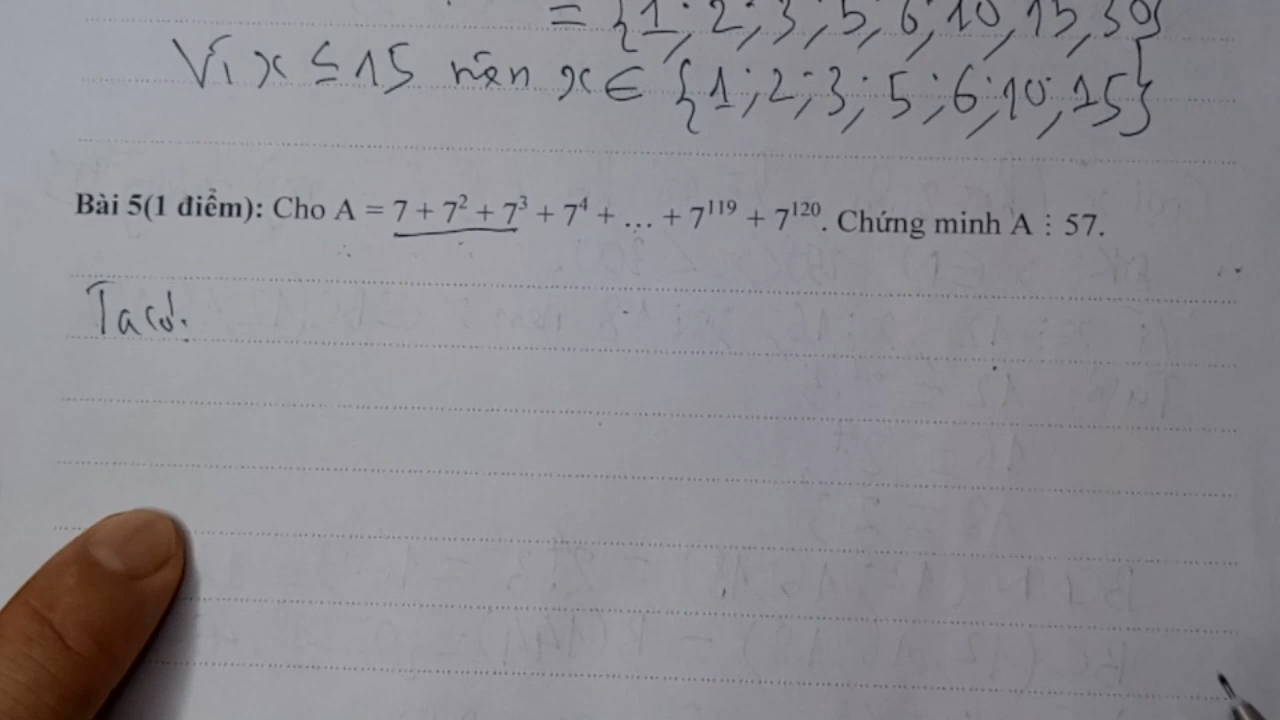 = {1; 2; 3; 5; 6; 10, 15, 30}
Vì x ≤ 15 nên x ∈ {1; 2; 3; 5; 6; 10; 15}
Bài 5(1 điểm): Cho A = 7 + 7² + 7³ + 7⁴ + ... + 7¹¹⁹ + 7¹²⁰. Chứng minh A ⋮ 57.
Ta có: